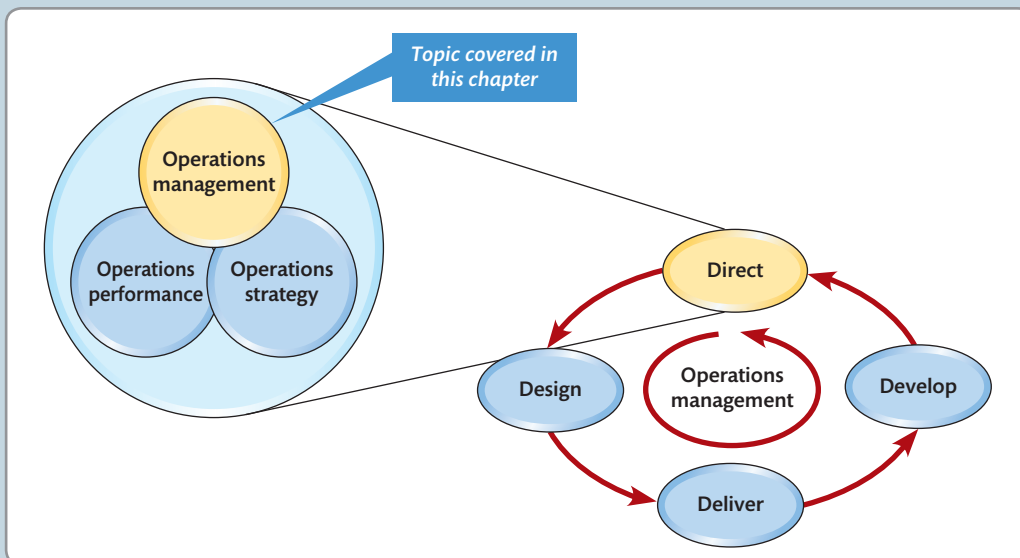 Topic covered in
this chapter
Operations
management
Operations
performance
Operations
strategy
Direct
Design
Operations
management
Develop
Deliver